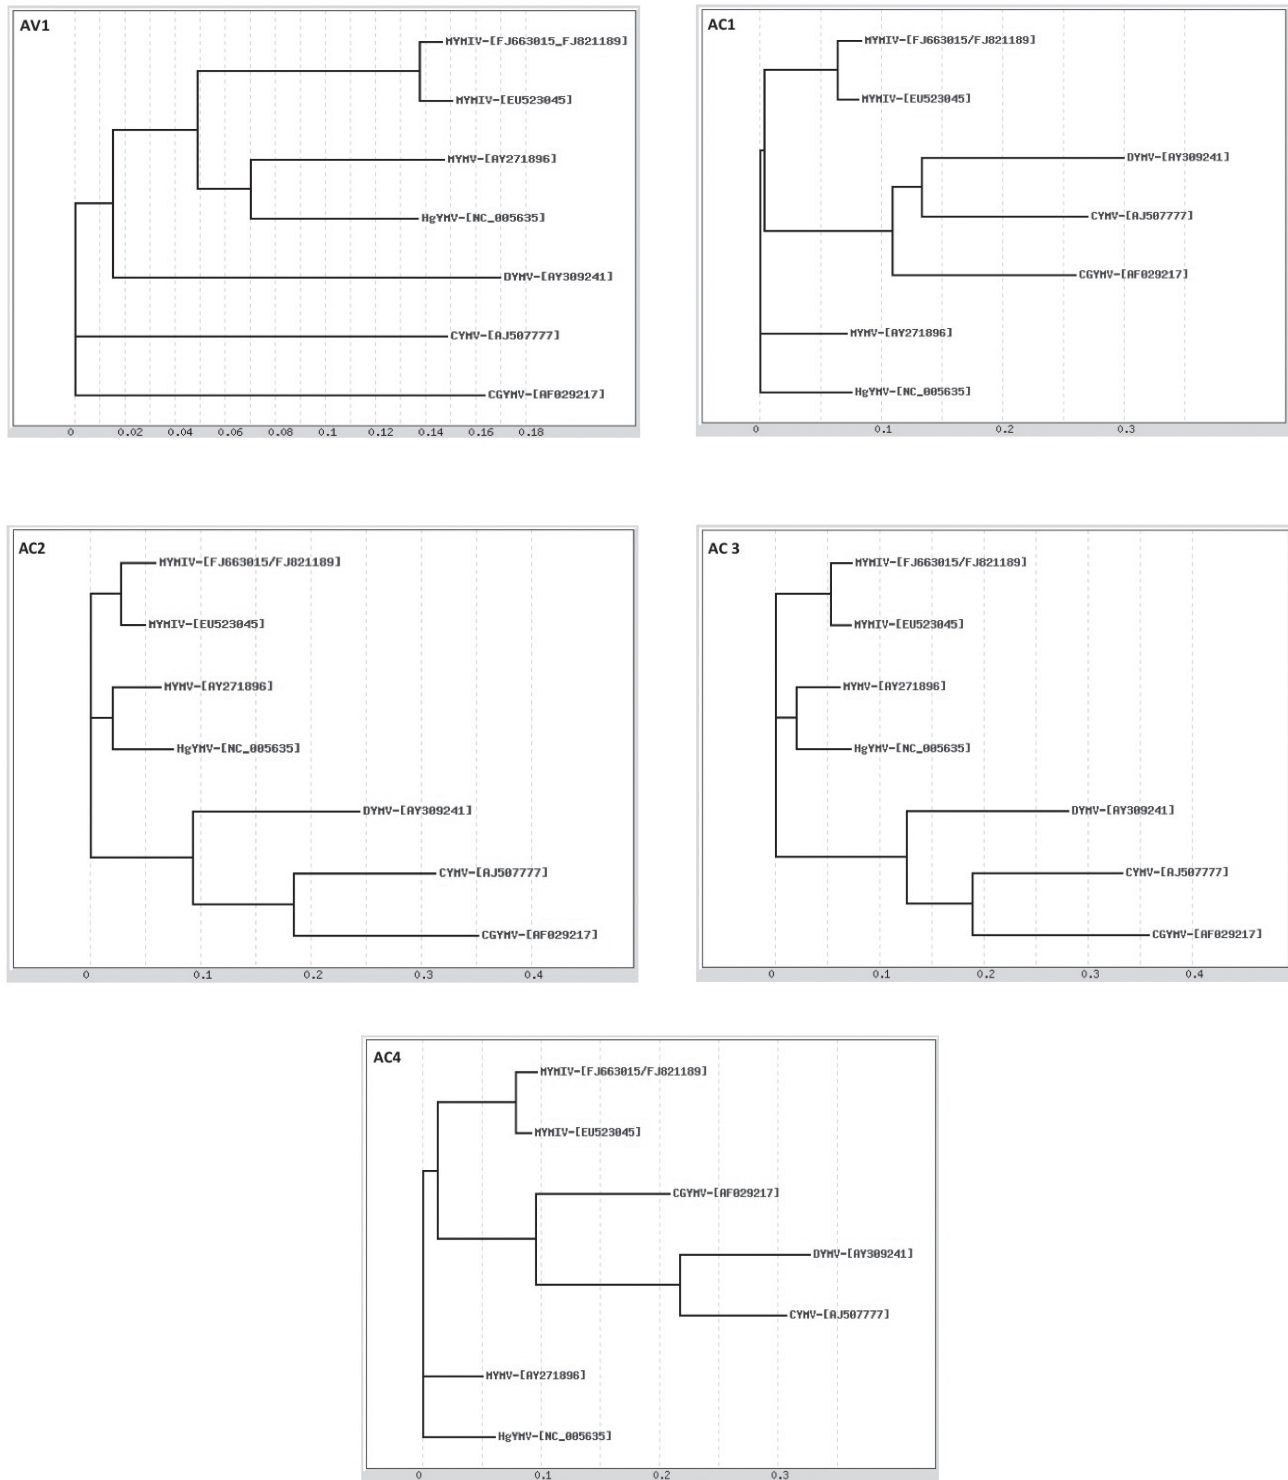 AV1
MYMIV-[FJ663015_FJ821189]
MYMIV-[EU523045]
MYMV-[AY271896]
HgYMV-[NC_005635]
DYMV-[AY309241]
CYMV-[AJ507777]
CGYMV-[AF029217]
0 0.02 0.04 0.06 0.08 0.1 0.12 0.14 0.16 0.18
AC1
MYMIV-[FJ663015/FJ821189]
MYMIV-[EU523045]
DYMV-[AY309241]
CYMV-[AJ507777]
CGYMV-[AF029217]
MYMV-[AY271896]
HgYMV-[NC_005635]
0 0.1 0.2 0.3
AC2
MYMIV-[FJ663015/FJ821189]
MYMIV-[EU523045]
MYMV-[AY271896]
HgYMV-[NC_005635]
DYMV-[AY309241]
CYMV-[AJ507777]
CGYMV-[AF029217]
0 0.1 0.2 0.3 0.4
AC 3
MYMIV-[FJ663015/FJ821189]
MYMIV-[EU523045]
MYMV-[AY271896]
HgYMV-[NC_005635]
DYMV-[AY309241]
CYMV-[AJ507777]
CGYMV-[AF029217]
0 0.1 0.2 0.3 0.4
AC4
MYMIV-[FJ663015/FJ821189]
MYMIV-[EU523045]
CGYMV-[AF029217]
DYMV-[AY309241]
CYMV-[AJ507777]
MYMV-[AY271896]
HgYMV-[NC_005635]
0 0.1 0.2 0.3